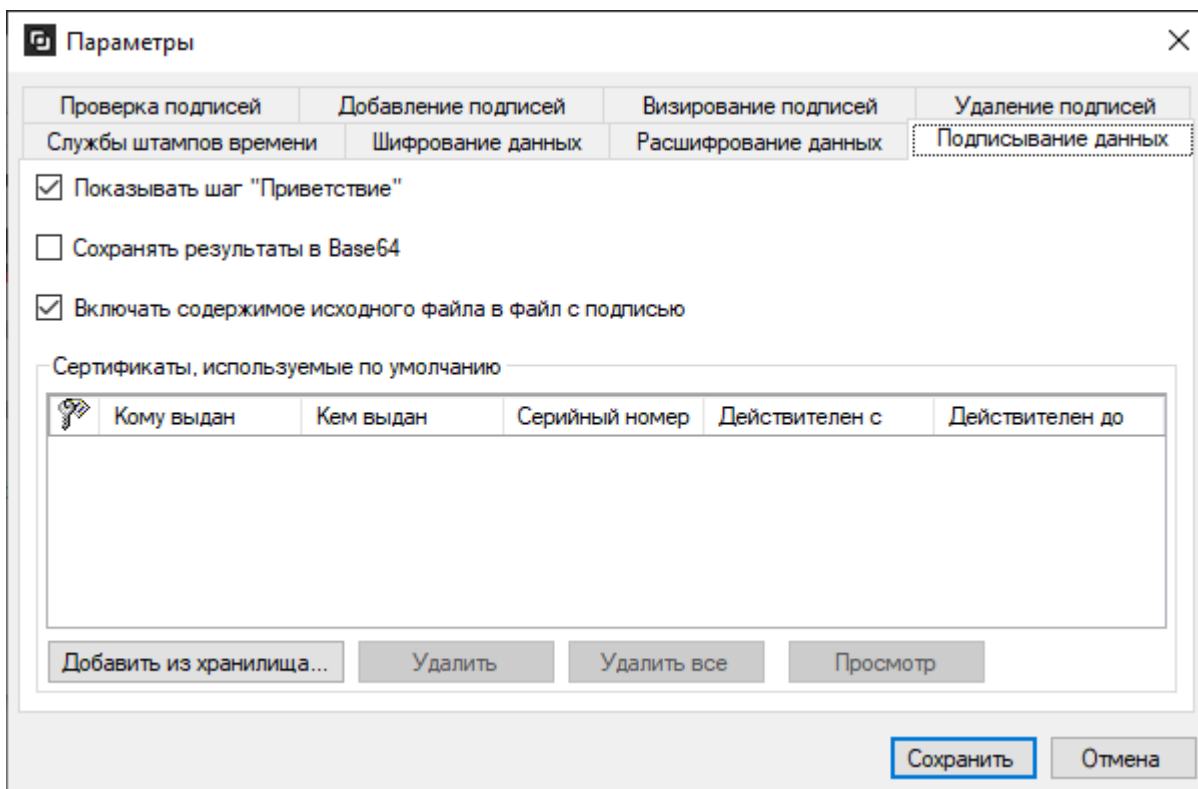 Параметры
Проверка подписей Добавление подписей Визирование подписей Удаление подписей
Службы штампов времени Шифрование данных Расшифрование данных Подписывание данных
Показывать шаг "Приветствие"
Сохранять результаты в Base64
Включать содержимое исходного файла в файл с подписью
Сертификаты, используемые по умолчанию
Кому выдан Кем выдан Серийный номер Действителен с Действителен до
Добавить из хранилища... Удалить Удалить все Просмотр
Сохранить Отмена